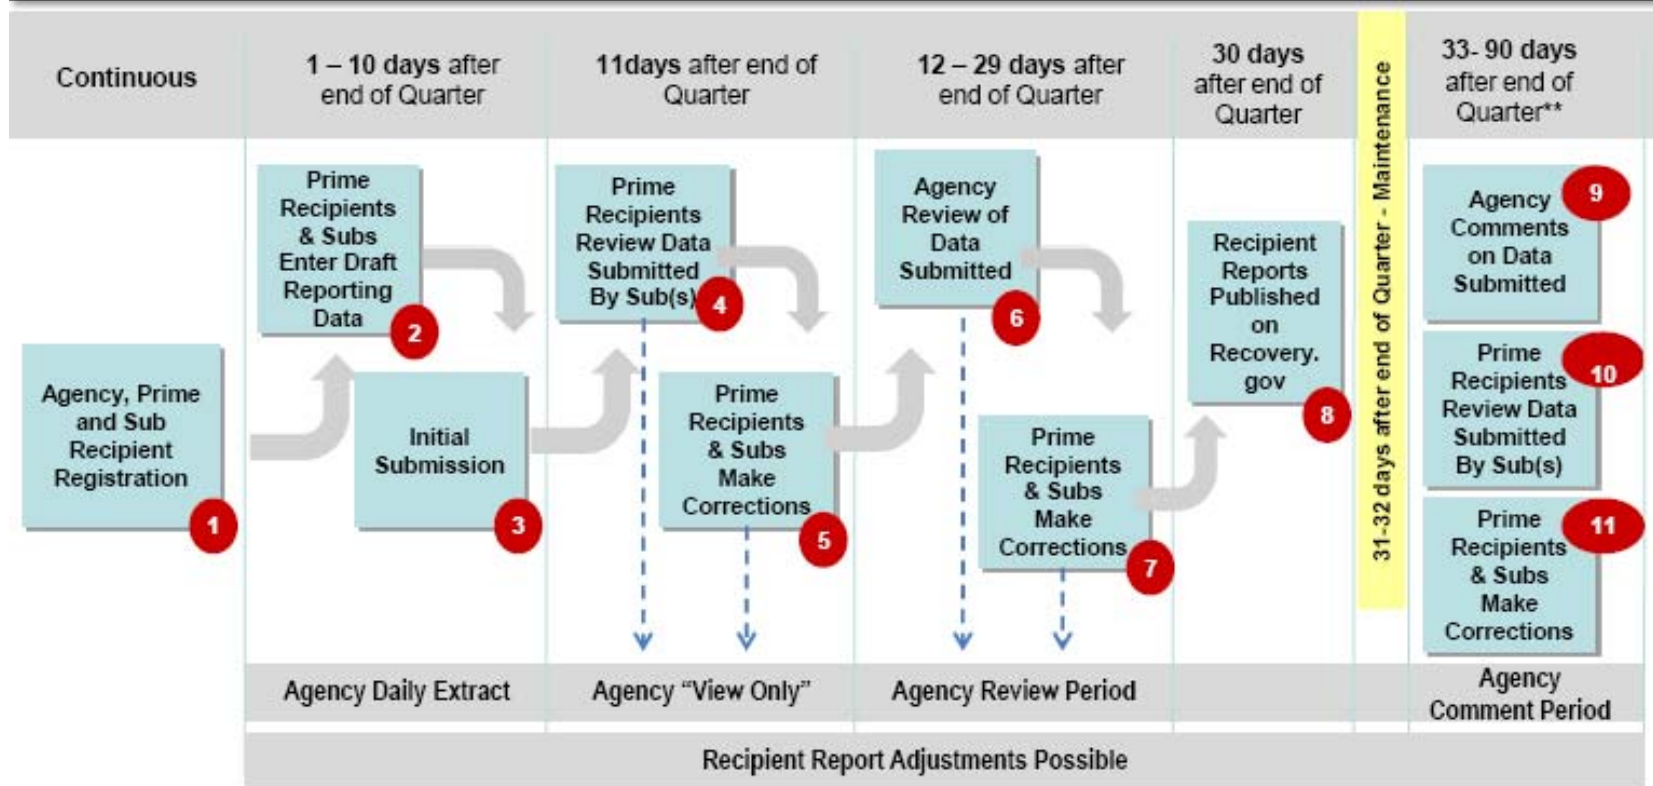 Continuous
1 – 10 days after
end of Quarter
11days after end of
Quarter
12 – 29 days after
end of Quarter
30 days
after end of
Quarter
31-32 days after end of Quarter - Maintenance
33- 90 days
after end of
Quarter**
Agency, Prime
and Sub
Recipient
Registration
1
Prime
Recipients
& Subs
Enter Draft
Reporting
Data
2
Initial
Submission
3
Prime
Recipients
Review Data
Submitted
By Sub(s)
4
Prime
Recipients
& Subs
Make
Corrections
5
Agency
Review of
Data
Submitted
6
Prime
Recipients
& Subs
Make
Corrections
7
Recipient
Reports
Published
on
Recovery.
gov
8
Agency
Comments
on Data
Submitted
9
Prime
Recipients
Review Data
Submitted
By Sub(s)
10
Prime
Recipients
& Subs
Make
Corrections
11
Agency Daily Extract
Agency “View Only”
Agency Review Period
Agency
Comment Period
Recipient Report Adjustments Possible